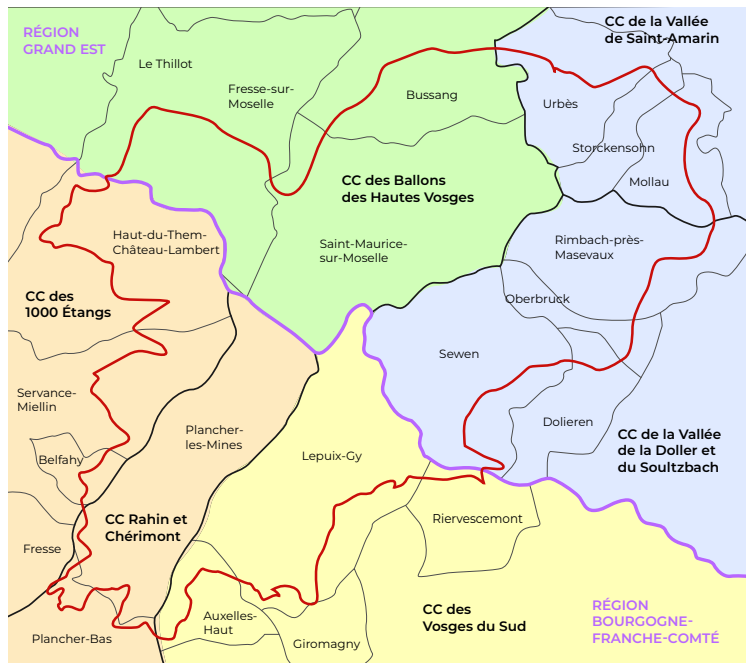 CC de la Vallée
de Saint-Amarin
RÉGION
GRAND EST
Le Thillot
Fresse-sur-
Moselle
Bussang
Urbès
Storckensohn
Mollau
CC des Ballons
des Hautes Vosges
Haut-du-Them-
Château-Lambert
Saint-Maurice-
sur-Moselle
Rimbach-près-
Masevaux
CC des
1000 Étangs
Oberbruck
Sewen
Servance-
Miellin
Plancher-
les-Mines
Dolieren
CC de la Vallée
de la Doller et
du Soultzbach
Belfahy
Lepuix-Gy
CC Rahin et
Chérimont
Riervescemont
Fresse
Auxelles-
Haut
CC des
Vosges du Sud
RÉGION
BOURGOGNE-
FRANCHE-COMTÉ
Plancher-Bas
Giromagny